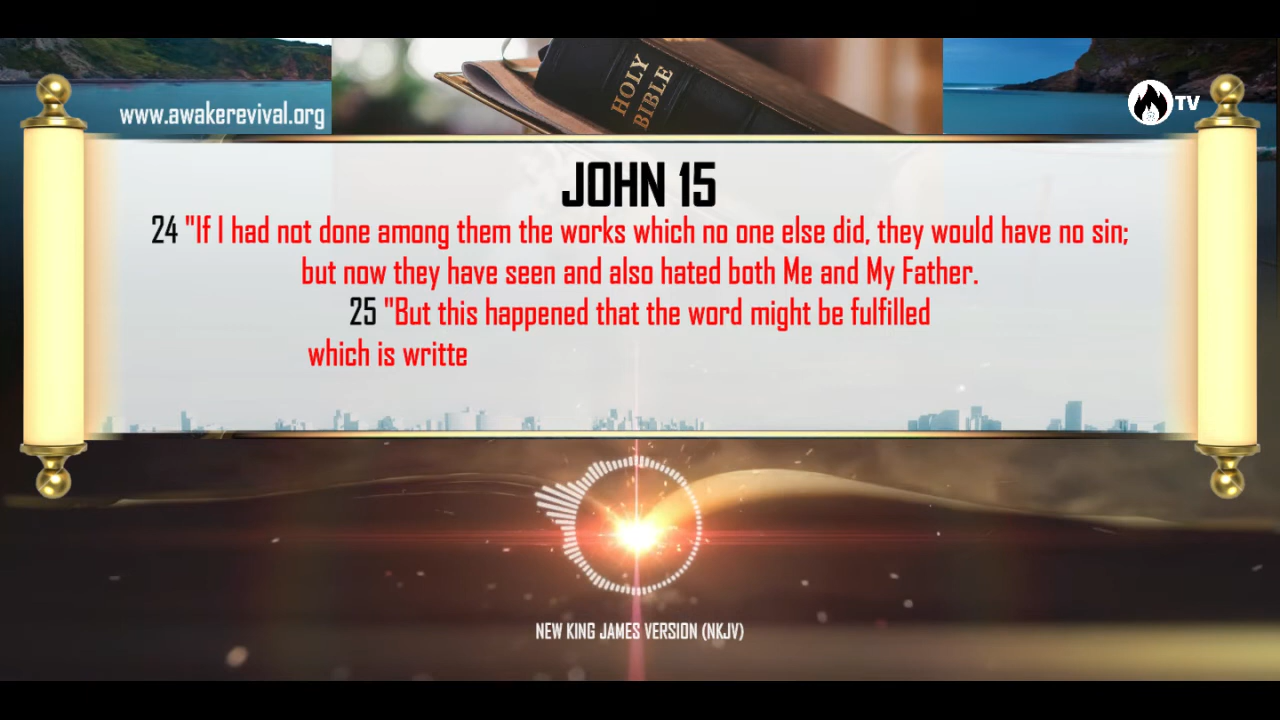 HOLY
BIBLE
www.awakerevival.org
TV
JOHN 15
24 "If I had not done among them the works which no one else did, they would have no sin;
but now they have seen and also hated both Me and My Father.
25 "But this happened that the word might be fulfilled
which is writte
NEW KING JAMES VERSION (NKJV)